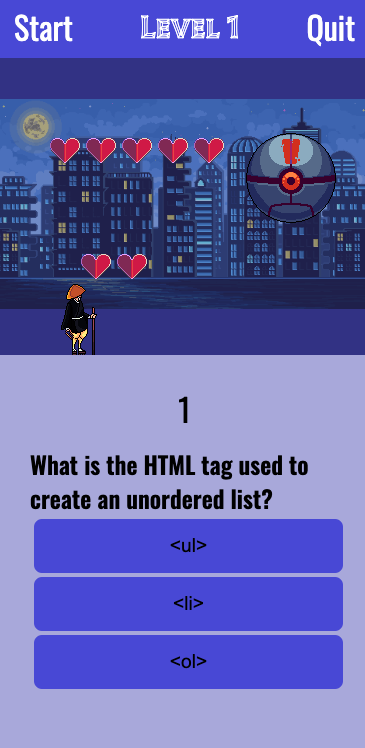 Start
LEVEL 1
Quit
1
What is the HTML tag used to
create an unordered list?
<ul>
<li>
<ol>